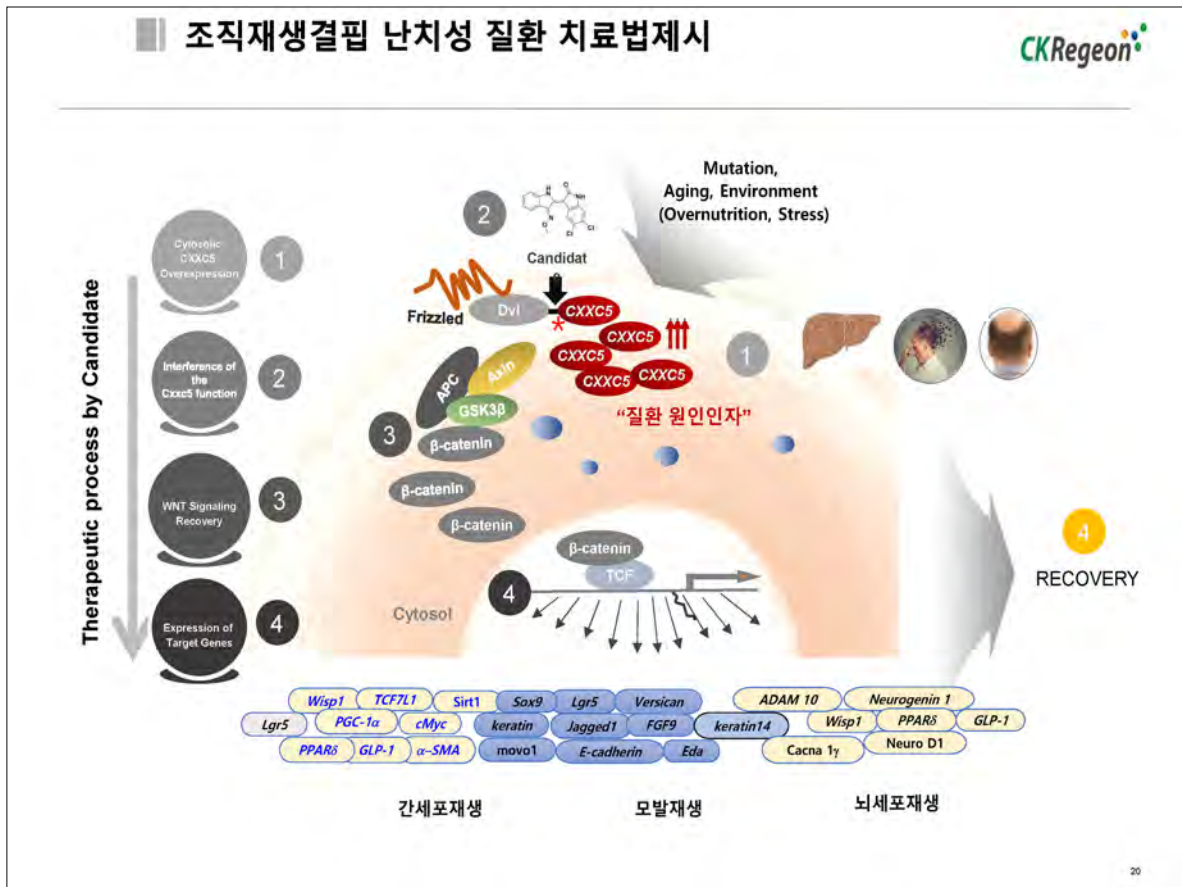 조직재생결핍 난치성 질환 치료법제시
CKRegeon
Mutation,
Aging, Environment
(Overnutrition, Stress)
2
Candidat
e
Therapeutic process by Candidate
Cytosolic
CXXC5
Overexpression
1
Interference of
the
Cxxc5 function
2
WNT Signaling
Recovery
3
Expression of
Target Genes
4
Frizzled
Dvl
*
CXXC5
CXXC5
CXXC5
CXXC5
CXXC5
1
"질환 원인인자"
APC
Axin
GSK3β
3
β-catenin
β-catenin
β-catenin
β-catenin
TCF
4
Cytosol
4
RECOVERY
Wisp1 TCF7L1 Sirt1 Sox9 Lgr5 Versican ADAM 10 Neurogenin 1
Lgr5 PGC-1α cMyc keratin Jagged1 FGF9 keratin14 Wisp1 PPARδ GLP-1
PPARδ GLP-1 α-SMA movo1 E-cadherin Eda Cacna 1γ Neuro D1
간세포재생 모발재생 뇌세포재생
20